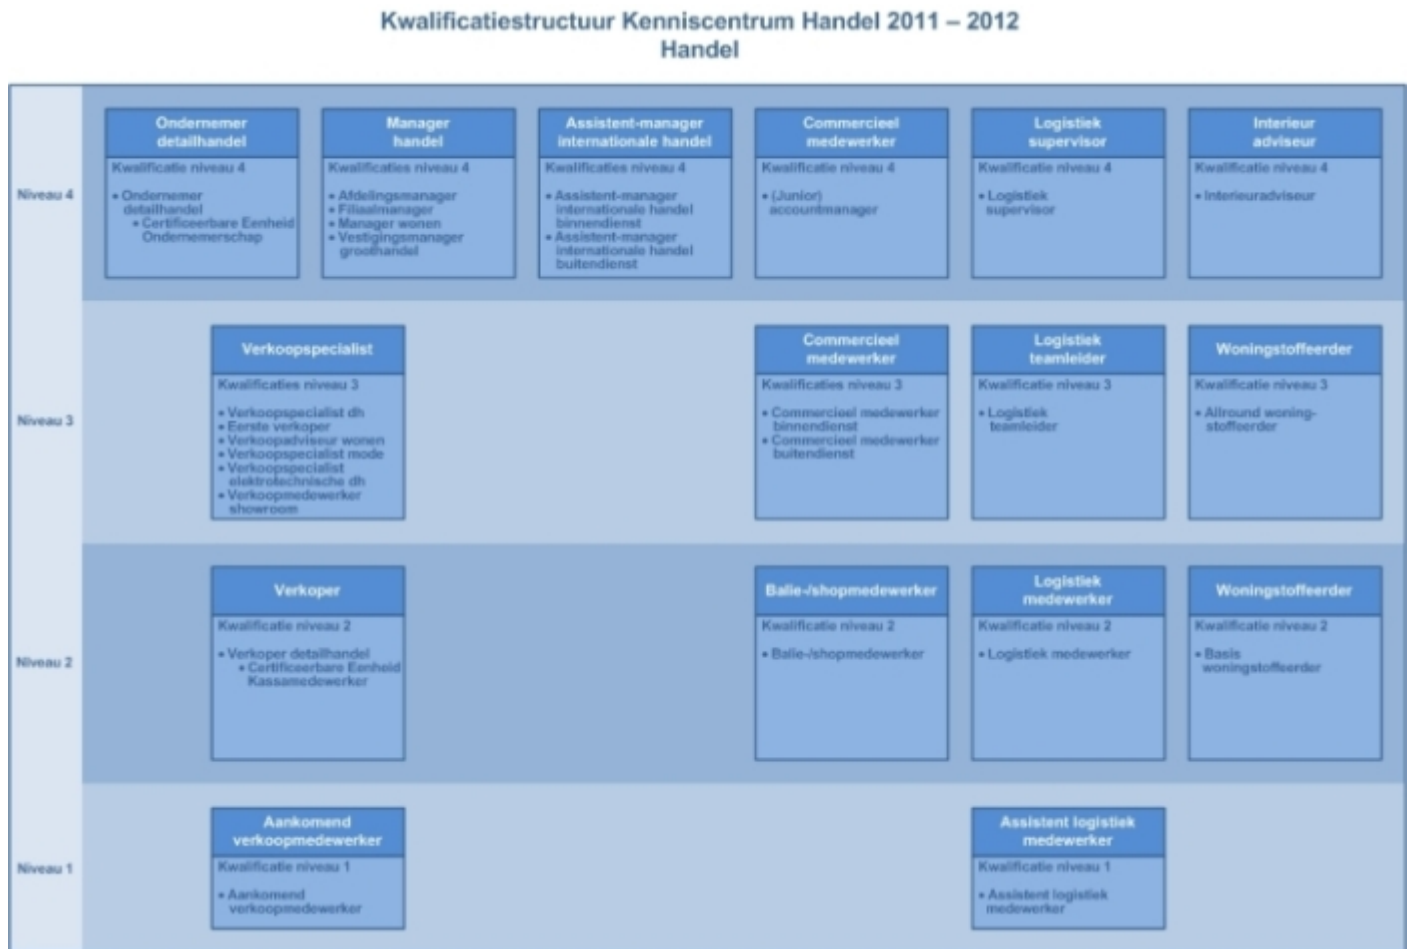 Kwalificatiestructuur Kenniscentrum Handel 2011 – 2012
Handel
Niveau 4
Ondernemer
detailhandel
Kwalificatie niveau 4
• Ondernemer
detailhandel
• Certificeerbare Eenheid
Ondernemerschap
Manager
handel
Kwalificaties niveau 4
• Afdelingsmanager
• Filiaalmanager
• Manager wonen
• Vestigingsmanager
groothandel
Assistent-manager
internationale handel
Kwalificaties niveau 4
• Assistent-manager
internationale handel
binnendienst
• Assistent-manager
internationale handel
buitendienst
Commercieel
medewerker
Kwalificatie niveau 4
• (Junior)
accountmanager
Logistiek
supervisor
Kwalificatie niveau 4
• Logistiek
supervisor
Interieur
adviseur
Kwalificatie niveau 4
• Interieuradviseur
Niveau 3
Verkoopspecialist
Kwalificaties niveau 3
• Verkoopspecialist dh
• Eerste verkoper
• Verkoopadviseur wonen
• Verkoopspecialist mode
• Verkoopspecialist
elektrotechnische dh
• Verkoopmedewerker
showroom
Commercieel
medewerker
Kwalificaties niveau 3
• Commercieel medewerker
binnendienst
• Commercieel medewerker
buitendienst
Logistiek
teamleider
Kwalificatie niveau 3
• Logistiek
teamleider
Woningstoffeerder
Kwalificatie niveau 3
• Allround woning-
stoffeerder
Niveau 2
Verkoper
Kwalificatie niveau 2
• Verkoper detailhandel
• Certificeerbare Eenheid
Kassamedewerker
Balie-/shopmedewerker
Kwalificatie niveau 2
• Balie-/shopmedewerker
Logistiek
medewerker
Kwalificatie niveau 2
• Logistiek medewerker
Woningstoffeerder
Kwalificatie niveau 2
• Basis
woningstoffeerder
Niveau 1
Aankomend
verkoopmedewerker
Kwalificatie niveau 1
• Aankomend
verkoopmedewerker
Assistent logistiek
medewerker
Kwalificatie niveau 1
• Assistent logistiek
medewerker